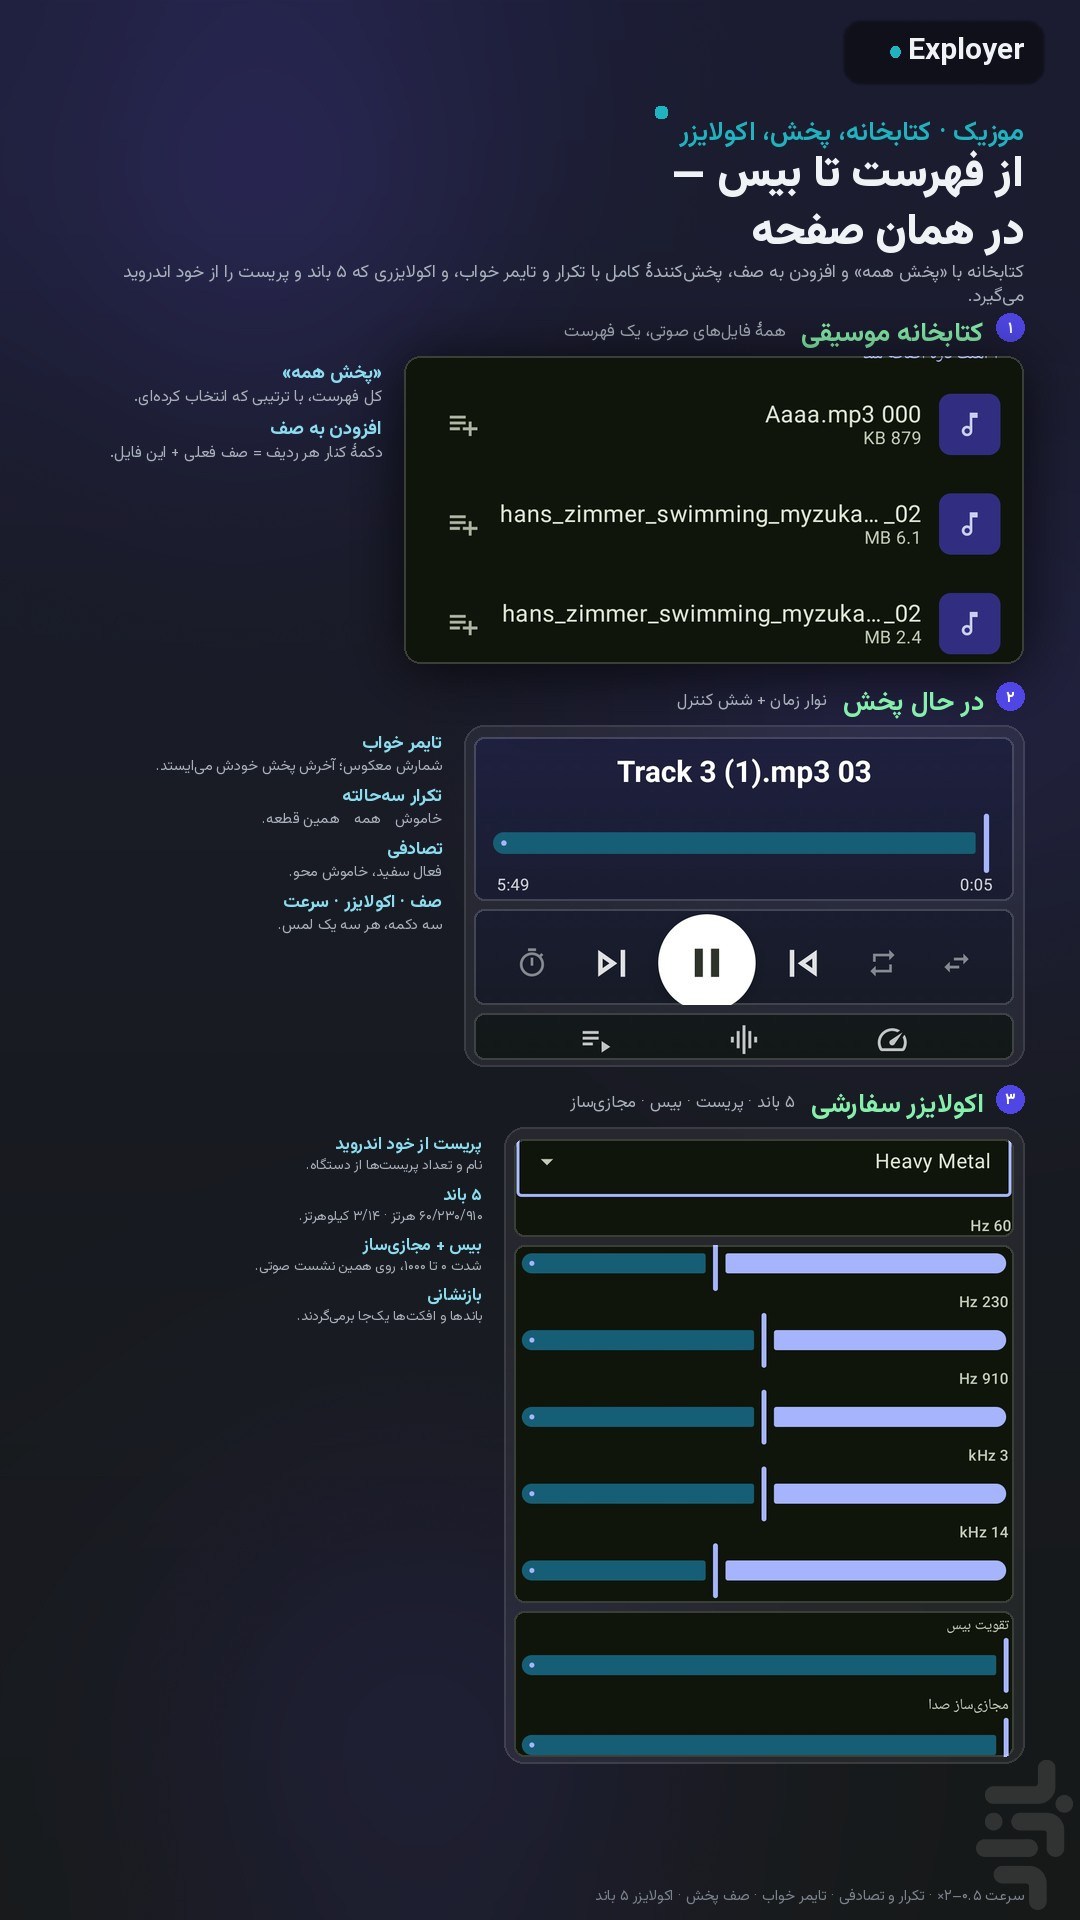 Exployer
موزیک · کتابخانه، پخش، اکولایزر
از فهرست تا بیس —
در همان صفحه
کتابخانه با «پخش همه» و افزودن به صف، پخش‌کنندهٔ کامل با تکرار و تایمر خواب، و اکولایزری که ۵ باند و پریست را از خود اندروید
می‌گیرد.
۱ کتابخانه موسیقی همهٔ فایل‌های صوتی، یک فهرست
000 Aaaa.mp3
879 KB
02_ …hans_zimmer_swimming_myzuka
6.1 MB
02_ …hans_zimmer_swimming_myzuka
2.4 MB
«پخش همه»
کل فهرست، با ترتیبی که انتخاب کرده‌ای.
افزودن به صف
دکمهٔ کنار هر ردیف = صف فعلی + این فایل.
۲ در حال پخش نوار زمان + شش کنترل
03 Track 3 (1).mp3
0:05
5:49
تایمر خواب
شمارش معکوس؛ آخرش پخش خودش می‌ایستد.
تکرار سه‌حالته
خاموش همه همین قطعه.
تصادفی
فعال سفید، خاموش محو.
صف · اکولایزر · سرعت
سه دکمه، هر سه یک لمس.
۳ اکولایزر سفارشی ۵ باند · پریست · بیس · مجازی‌ساز
Heavy Metal
60 Hz
230 Hz
910 Hz
3 kHz
14 kHz
تقویت بیس
مجازی‌ساز صدا
پریست از خود اندروید
نام و تعداد پریست‌ها از دستگاه.
۵ باند
۶۰/۲۳۰/۹۱۰ هرتز · ۳/۱۴ کیلوهرتز.
بیس + مجازی‌ساز
شدت ۰ تا ۱۰۰۰، روی همین نشست صوتی.
بازنشانی
باندها و افکت‌ها یک‌جا برمی‌گردند.
سرعت ۰.۵–۲× · تکرار و تصادفی · تایمر خواب · صف پخش · اکولایزر ۵ باند
بازار